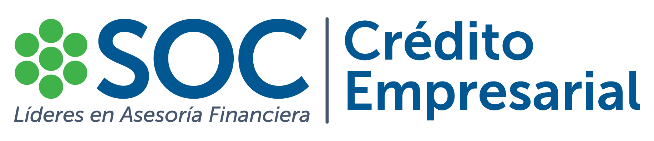 SOC
Líderes en Asesoría Financiera
Crédito
Empresarial